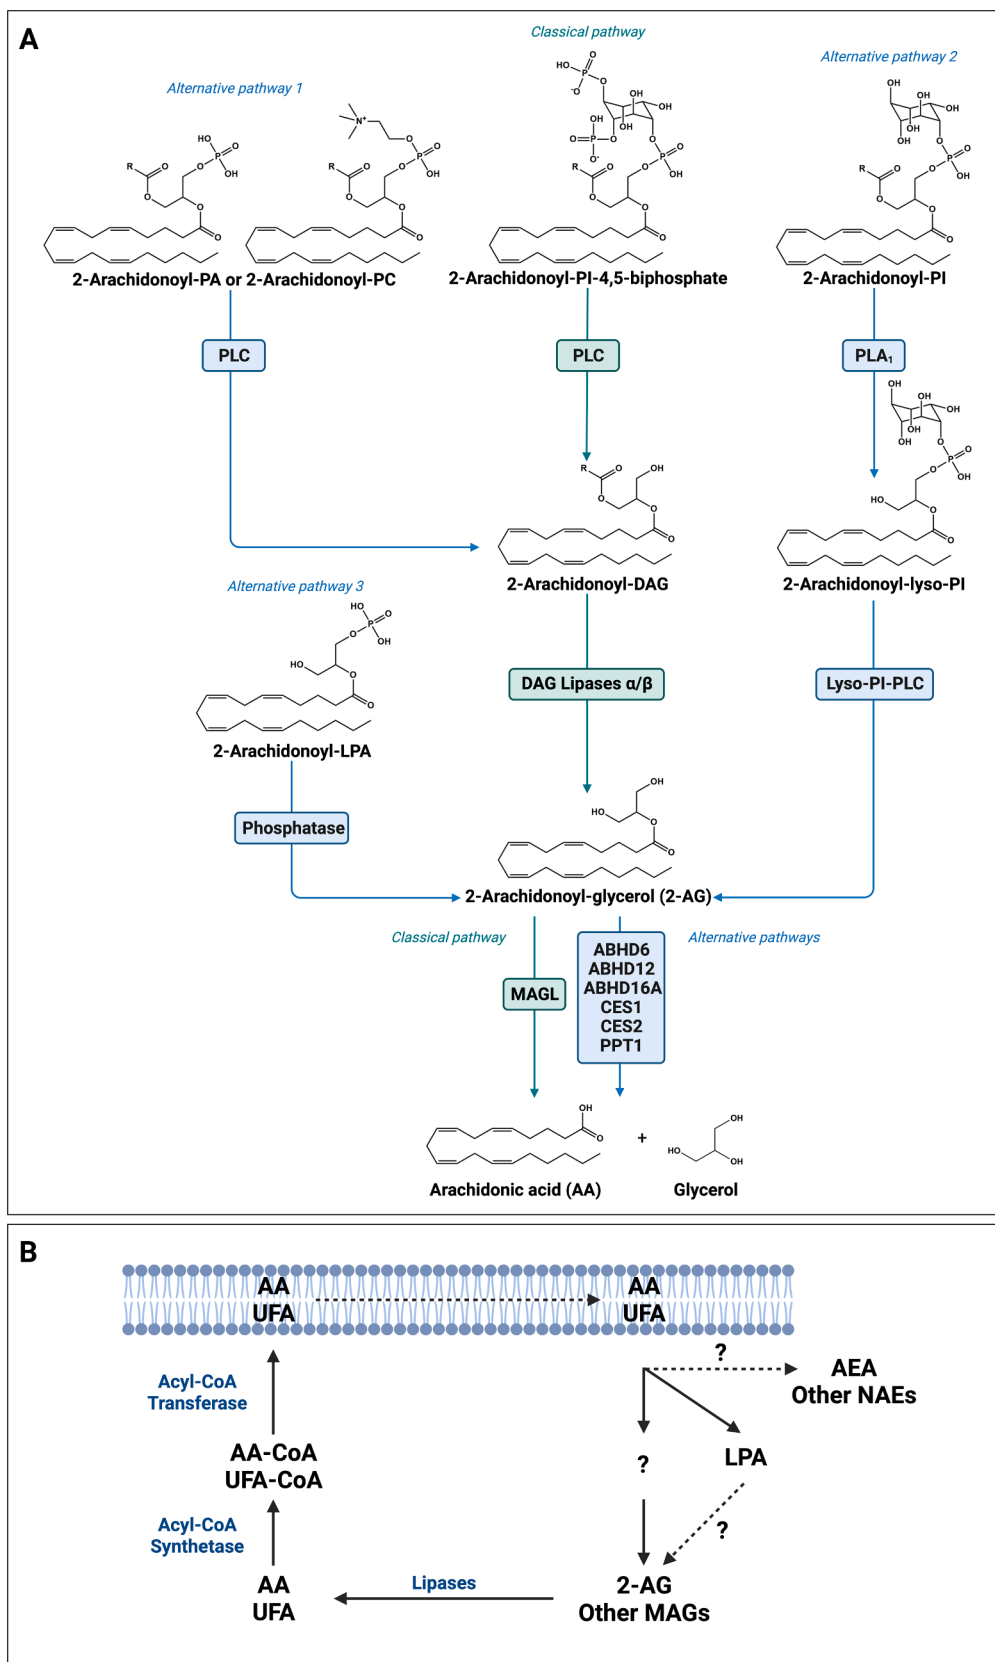 A
Classical pathway
Alternative pathway 2
Alternative pathway 1
2-Arachidonoyl-PA or 2-Arachidonoyl-PC
2-Arachidonoyl-PI-4,5-biphosphate
2-Arachidonoyl-PI
PLC
PLC
PLA₁
2-Arachidonoyl-DAG
2-Arachidonoyl-lyso-PI
Alternative pathway 3
2-Arachidonoyl-LPA
DAG Lipases α/β
Lyso-PI-PLC
Phosphatase
2-Arachidonoyl-glycerol (2-AG)
Classical pathway
Alternative pathways
MAGL
ABHD6
ABHD12
ABHD16A
CES1
CES2
PPT1
+
Arachidonic acid (AA)
Glycerol
B
AA
UFA
AA
UFA
?
AEA
Other NAEs
Acyl-CoA
Transferase
AA-CoA
UFA-CoA
?
LPA
Acyl-CoA
Synthetase
?
AA
UFA
Lipases
2-AG
Other MAGs